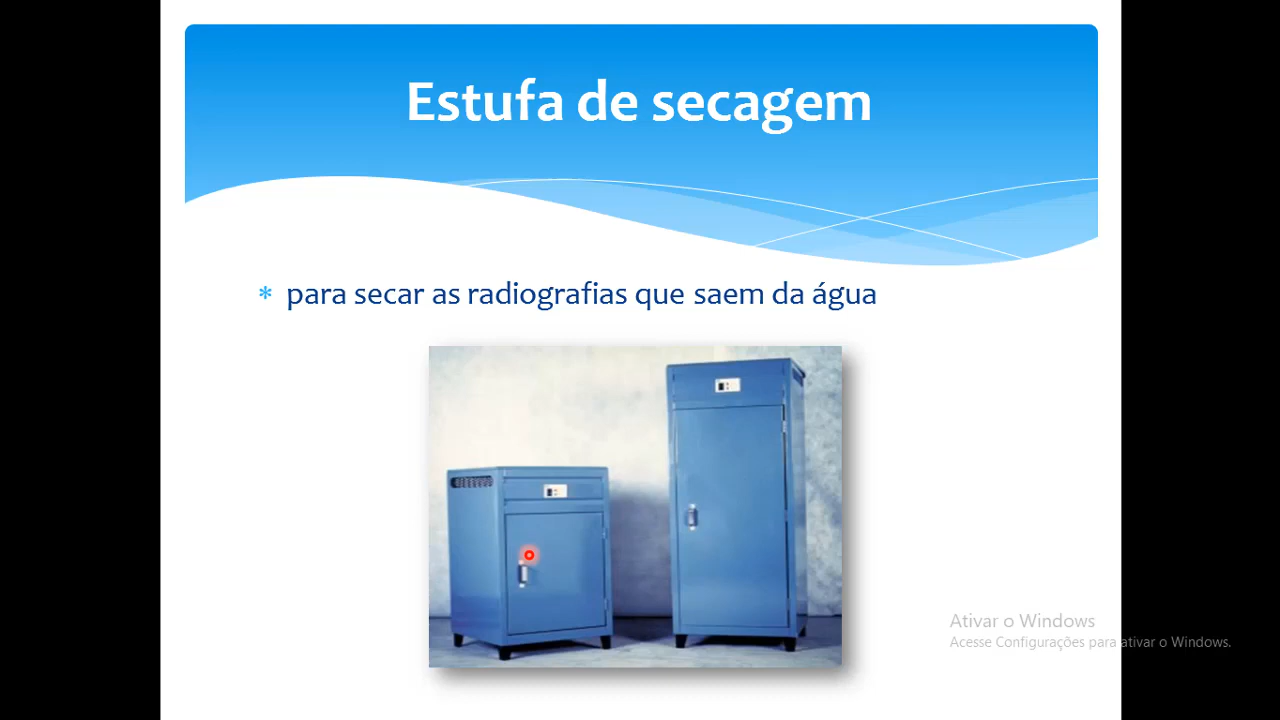 Estufa de secagem
* para secar as radiografias que saem da água
Ativar o Windows
Acesse Configurações para ativar o Windows.